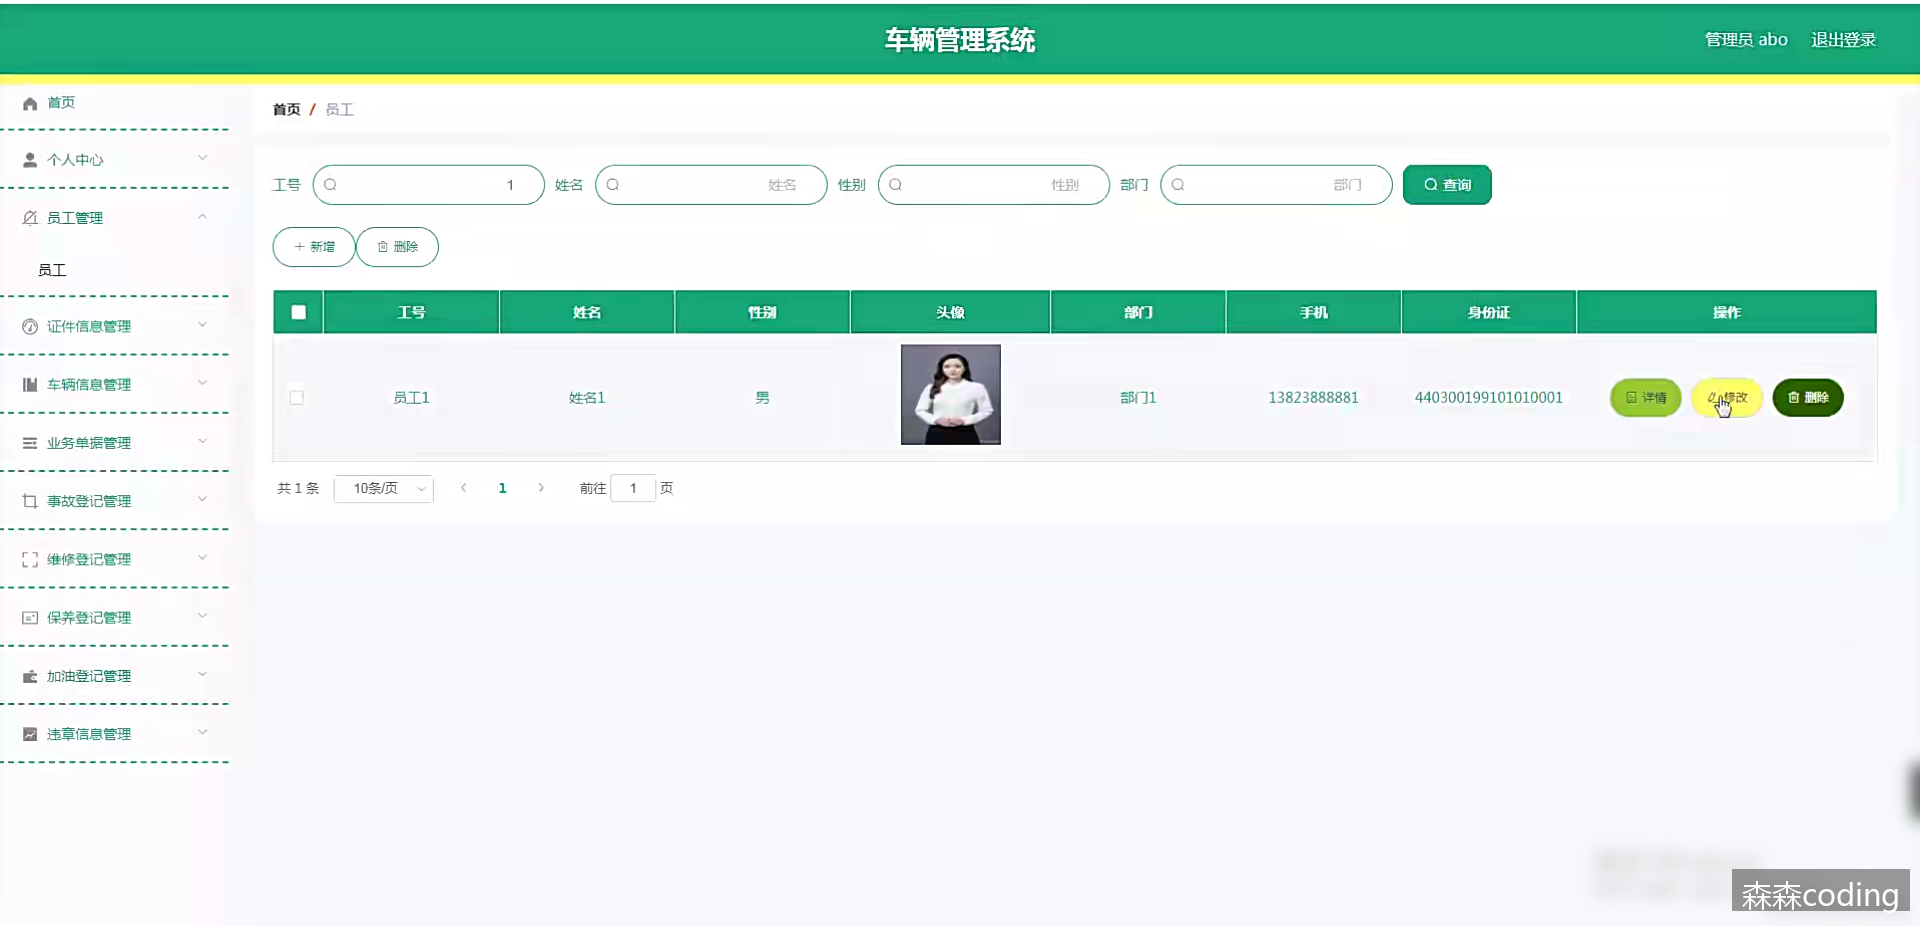 车辆管理系统
管理员 abo 退出登录
首页
个人中心
员工管理
员工
证件信息管理
车辆信息管理
业务单据管理
事故登记管理
维修登记管理
保养登记管理
加油登记管理
违章信息管理
首页 / 员工
工号 1 姓名 姓名 性别 性别 部门 部门 查询
新增 删除
工号 姓名 性别 头像 部门 手机 身份证 操作
员工1 姓名1 男 部门1 13823888881 440300199101010001 详情 修改 删除
共 1 条 10条/页 1 前往 1 页
森森coding